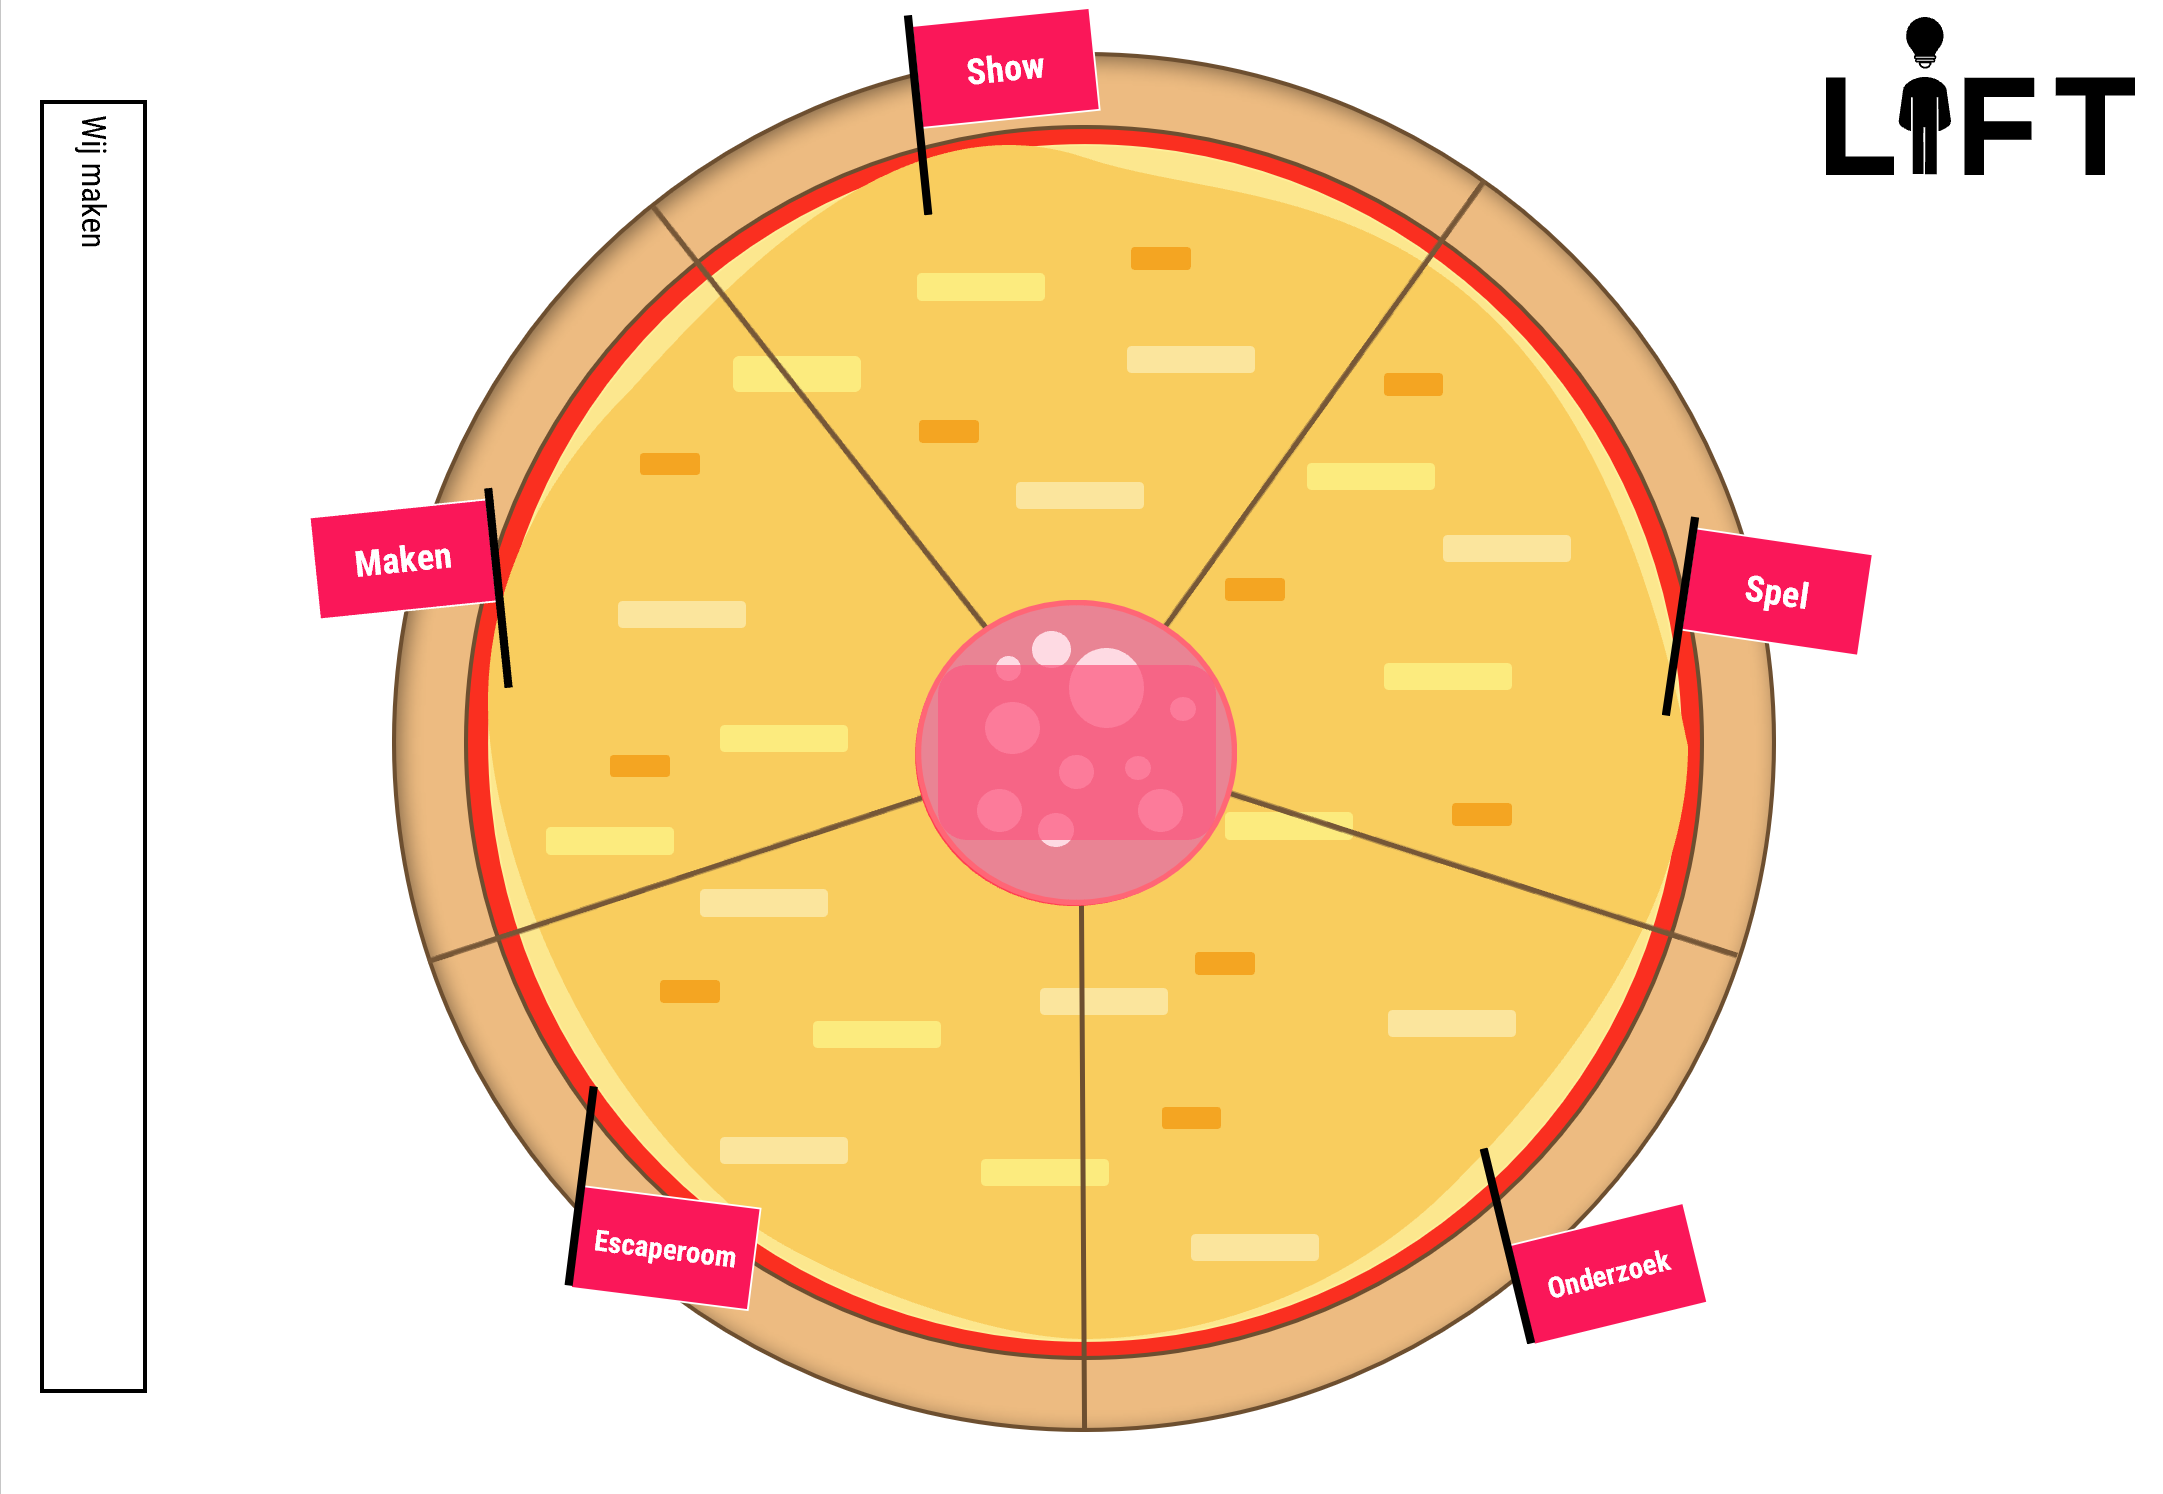 Show
LIFT
Wij maken
Maken
Spel
Escaperoom
Onderzoek